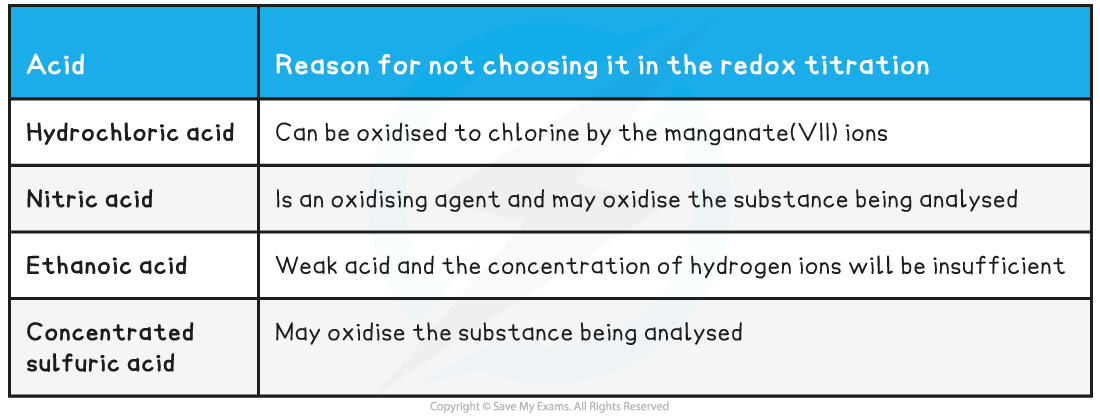 Acid
Reason for not choosing it in the redox titration
Hydrochloric acid
Can be oxidised to chlorine by the manganate(VII) ions
Nitric acid
Is an oxidising agent and may oxidise the substance being analysed
Ethanoic acid
Weak acid and the concentration of hydrogen ions will be insufficient
Concentrated
sulfuric acid
May oxidise the substance being analysed
Copyright © Save My Exams. All Rights Reserved